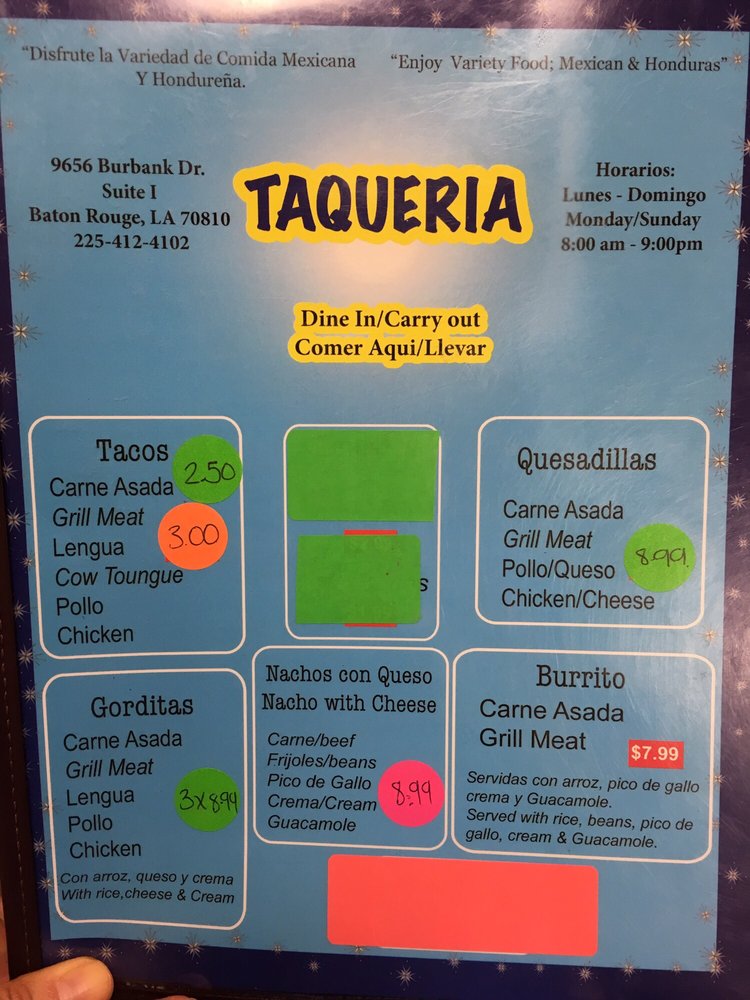 “Disfrute la Variedad de Comida Mexicana
Y Hondureña.
“Enjoy Variety Food; Mexican & Honduras”
9656 Burbank Dr.
Suite I
Baton Rouge, LA 70810
225-412-4102
TAQUERIA
Horarios:
Lunes - Domingo
Monday/Sunday
8:00 am - 9:00pm
Dine In/Carry out
Comer Aqui/Llevar
Tacos
2.50
Carne Asada
Grill Meat
3.00
Lengua
Cow Toungue
Pollo
Chicken
s
Quesadillas
Carne Asada
Grill Meat
8.99
Pollo/Queso
Chicken/Cheese
Gorditas
Carne Asada
Grill Meat
Lengua
3x8.99
Pollo
Chicken
Con arroz, queso y crema
With rice,cheese & Cream
Nachos con Queso
Nacho with Cheese
Carne/beef
Frijoles/beans
Pico de Gallo
8.99
Crema/Cream
Guacamole
Burrito
Carne Asada
Grill Meat
$7.99
Servidas con arroz, pico de gallo
crema y Guacamole.
Served with rice, beans, pico de
gallo, cream & Guacamole.